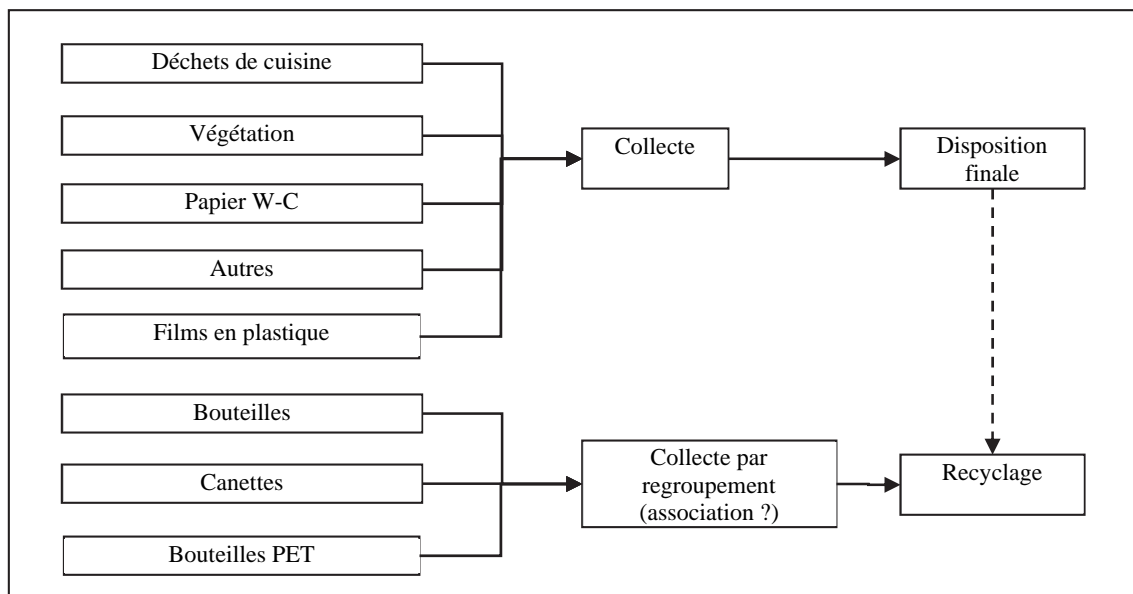 Déchets de cuisine
Végétation
Papier W-C
Autres
Films en plastique
Bouteilles
Canettes
Bouteilles PET
Collecte
Collecte par
regroupement
(association ?)
Disposition
finale
Recyclage